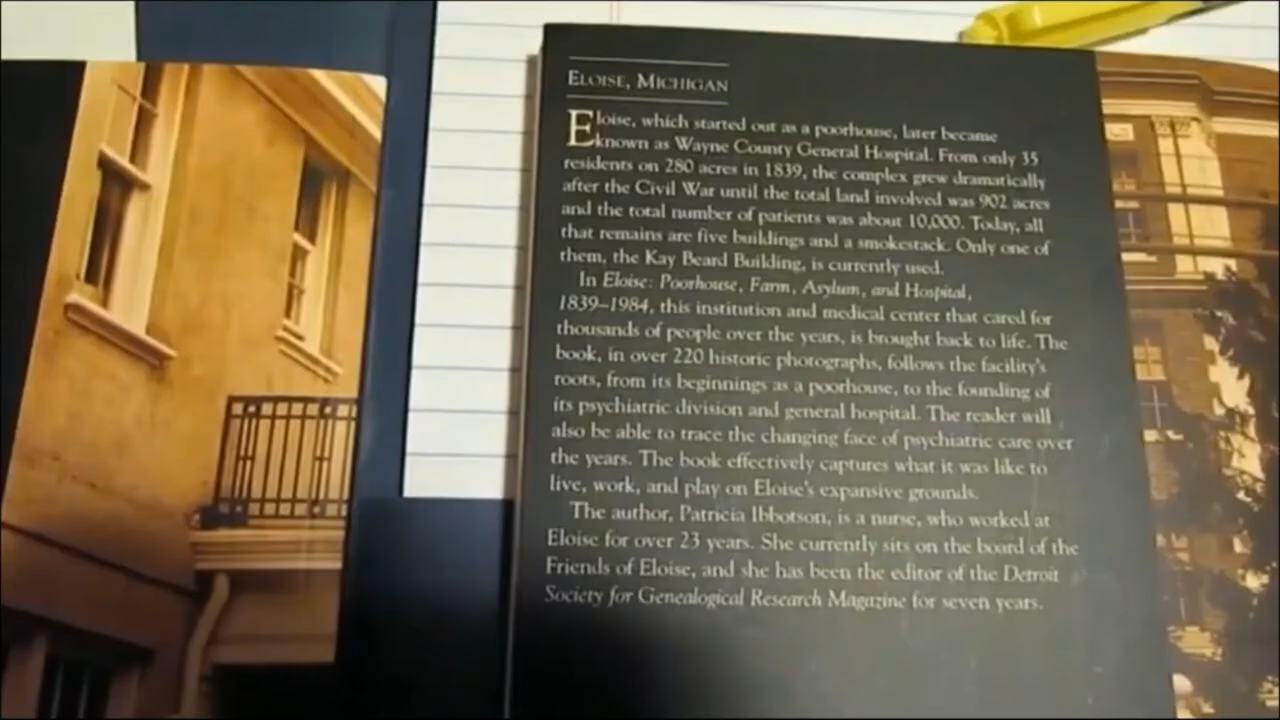 ELOISE, MICHIGAN
Eloise, which started out as a poorhouse, later became
known as Wayne County General Hospital. From only 35
residents on 280 acres in 1839, the complex grew dramatically
after the Civil War until the total land involved was 902 acres
and the total number of patients was about 10,000. Today, all
that remains are five buildings and a smokestack. Only one of
them, the Kay Beard Building, is currently used.
In Eloise: Poorhouse, Farm, Asylum, and Hospital,
1839–1984, this institution and medical center that cared for
thousands of people over the years, is brought back to life. The
book, in over 220 historic photographs, follows the facility's
roots, from its beginnings as a poorhouse, to the founding of
its psychiatric division and general hospital. The reader will
also be able to trace the changing face of psychiatric care over
the years. The book effectively captures what it was like to
live, work, and play on Eloise's expansive grounds.
The author, Patricia Ibbotson, is a nurse, who worked at
Eloise for over 23 years. She currently sits on the board of the
Friends of Eloise, and she has been the editor of the Detroit
Society for Genealogical Research Magazine for seven years.